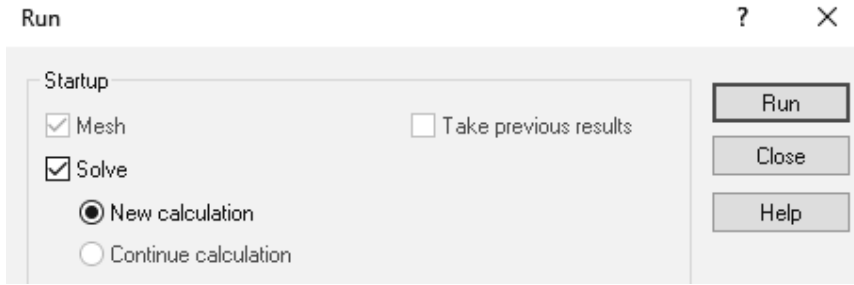 Run ?
Startup
Mesh
Take previous results
Solve
New calculation
Continue calculation
Run
Close
Help